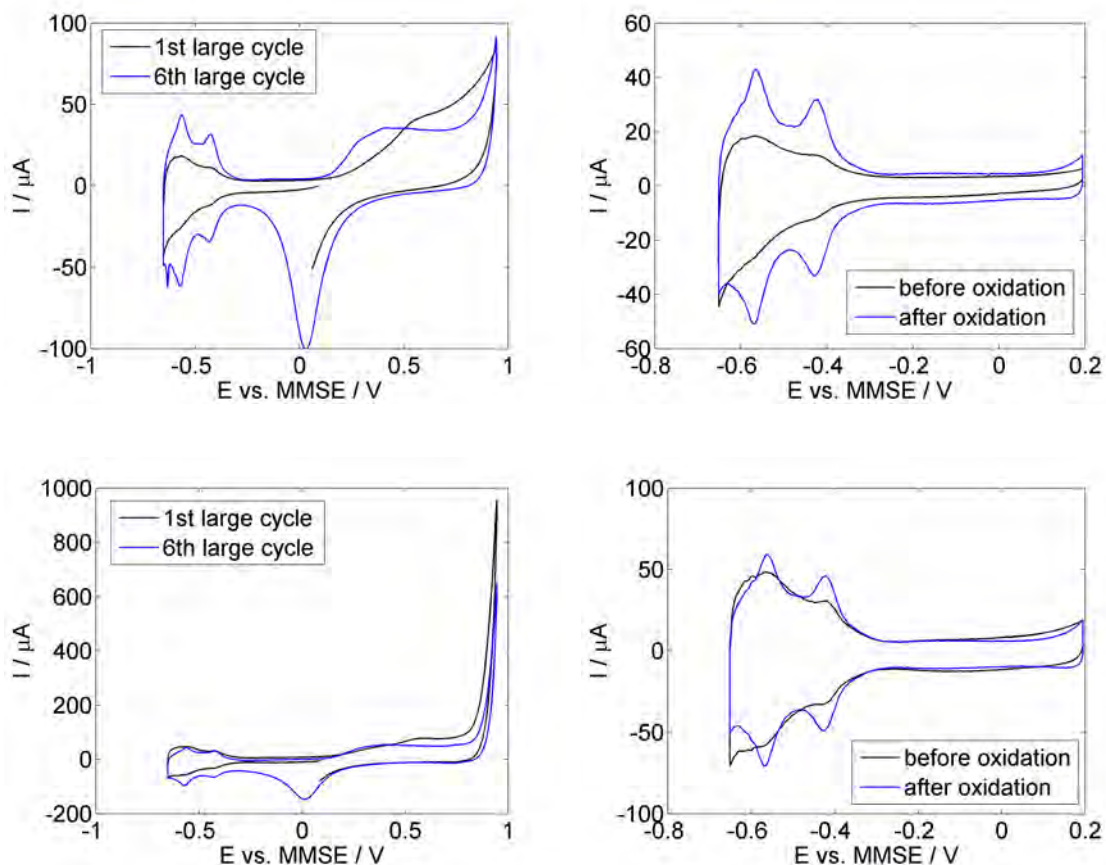 100
50
0
-50
-100
I / µA
1st large cycle
6th large cycle
-1
-0.5
0
0.5
1
E vs. MMSE / V
60
40
20
0
-20
-40
-60
I / µA
before oxidation
after oxidation
-0.8
-0.6
-0.4
-0.2
0
0.2
E vs. MMSE / V
1000
800
600
400
200
0
-200
I / µA
1st large cycle
6th large cycle
-1
-0.5
0
0.5
1
E vs. MMSE / V
100
50
0
-50
-100
I / µA
before oxidation
after oxidation
-0.8
-0.6
-0.4
-0.2
0
0.2
E vs. MMSE / V